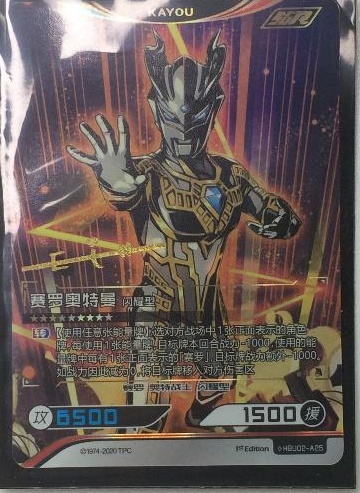 KAYOU
SGR
赛罗奥特曼 闪耀型
【使用任意张能量牌】选对方战场中1张正面表示的角色
牌,每使用1张能量牌,目标牌本回合战力-1000,使用的能
量牌中每有1张正面表示的「赛罗」,目标牌战力额外-1000,
如战力因此减为0,将目标牌移入对方伤害区
赛罗 奥特战士 闪耀型
攻 6500
1500 援
©1974-2020 TPC
1st Edition
HBU02-A25